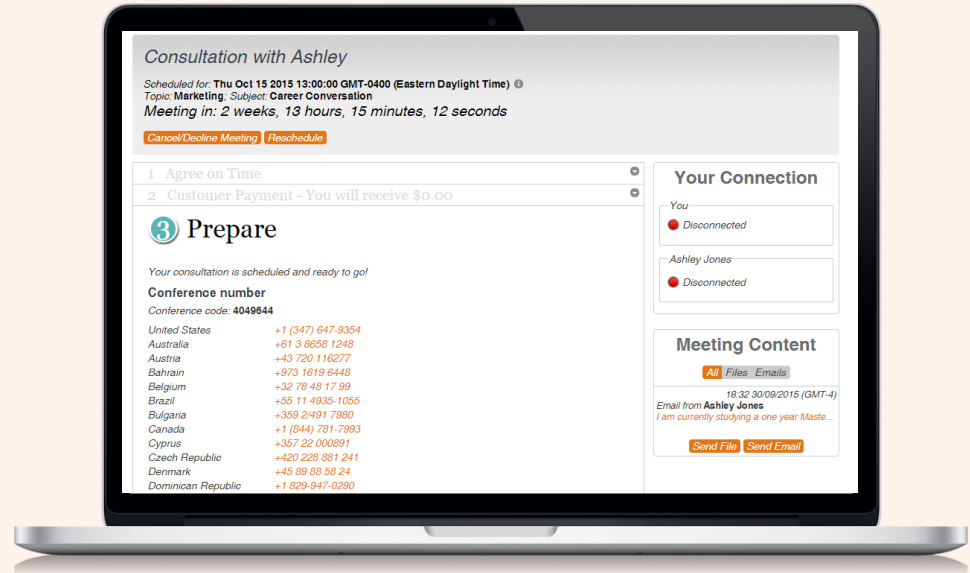 Consultation with Ashley
Scheduled for: Thu Oct 15 2015 13:00:00 GMT-0400 (Eastern Daylight Time)
Topic: Marketing; Subject: Career Conversation
Meeting in: 2 weeks, 13 hours, 15 minutes, 12 seconds
Cancel/Decline Meeting Reschedule
1 Agree on Time
2 Customer Payment - You will receive $0.00
3 Prepare
Your consultation is scheduled and ready to go!
Conference number
Conference code: 4049644
United States +1 (347) 647-9354
Australia +61 3 8658 1248
Austria +43 720 116277
Bahrain +973 1619 6448
Belgium +32 78 48 17 99
Brazil +55 11 4935-1055
Bulgaria +359 2/491 7980
Canada +1 (844) 781-7993
Cyprus +357 22 000891
Czech Republic +420 228 881 241
Denmark +45 89 88 58 24
Dominican Republic +1 829-947-0290
Your Connection
You
Disconnected
Ashley Jones
Disconnected
Meeting Content
All Files Emails
18:32 30/09/2015 (GMT-4)
Email from Ashley Jones
I am currently studying a one year Maste...
Send File Send Email